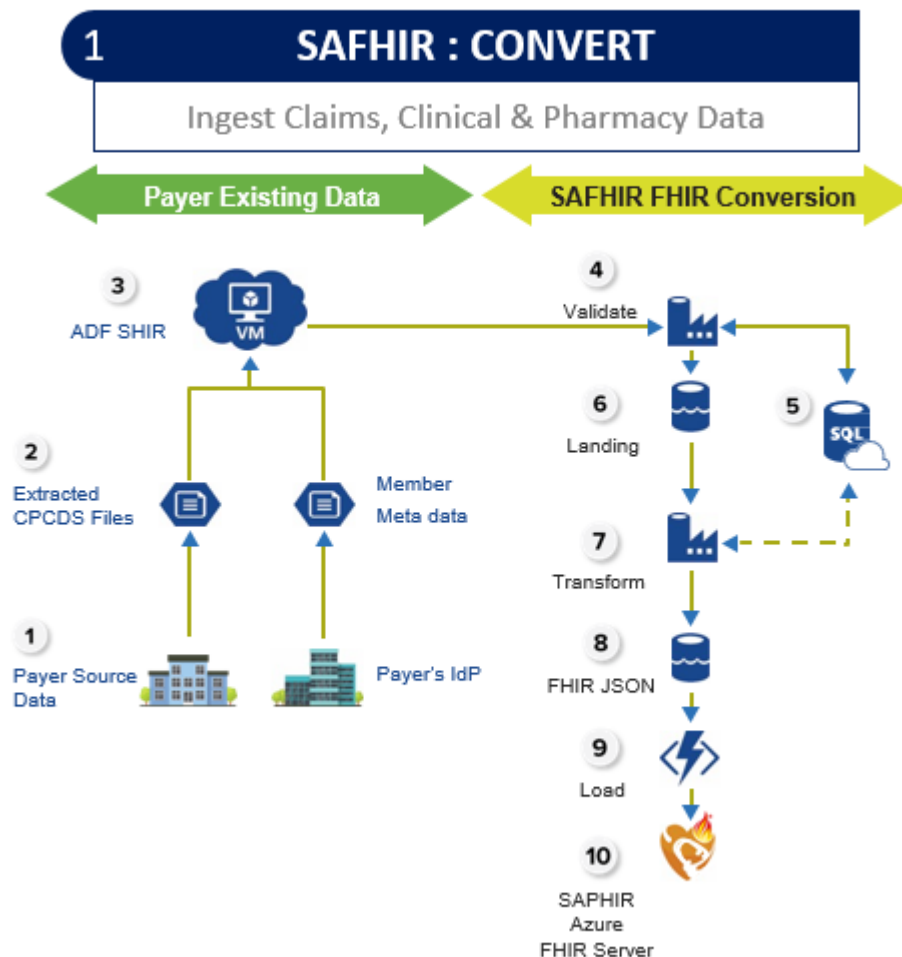 1
SAFHIR : CONVERT
Ingest Claims, Clinical & Pharmacy Data
Payer Existing Data
SAFHIR FHIR Conversion
3
ADF SHIR
VM
4
Validate
2
Extracted
CPCDS Files
Member
Meta data
6
Landing
5
SQL
7
Transform
1
Payer Source
Data
Payer's IdP
8
FHIR JSON
9
Load
10
SAPHIR
Azure
FHIR Server